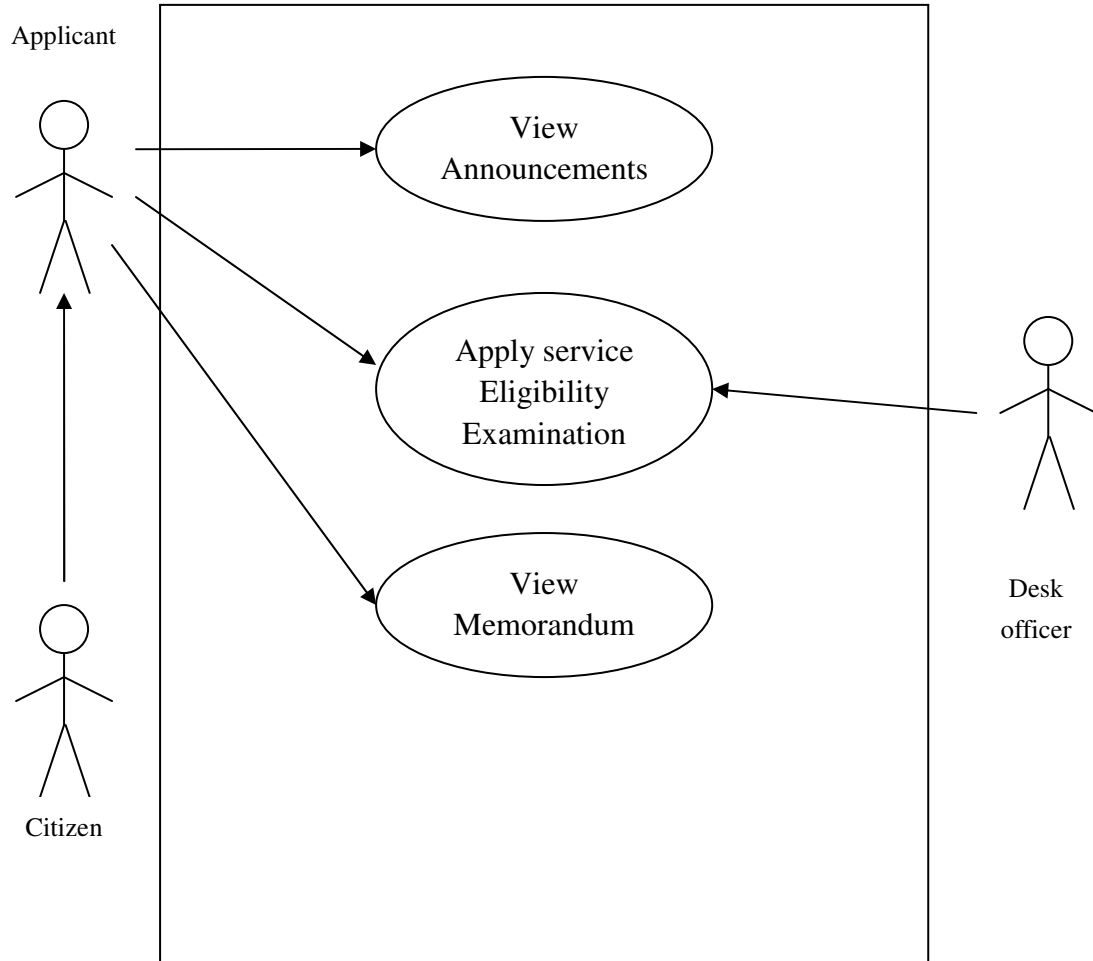 Applicant
View
Announcements
Apply service
Eligibility
Examination
View
Memorandum
Desk
officer
Citizen